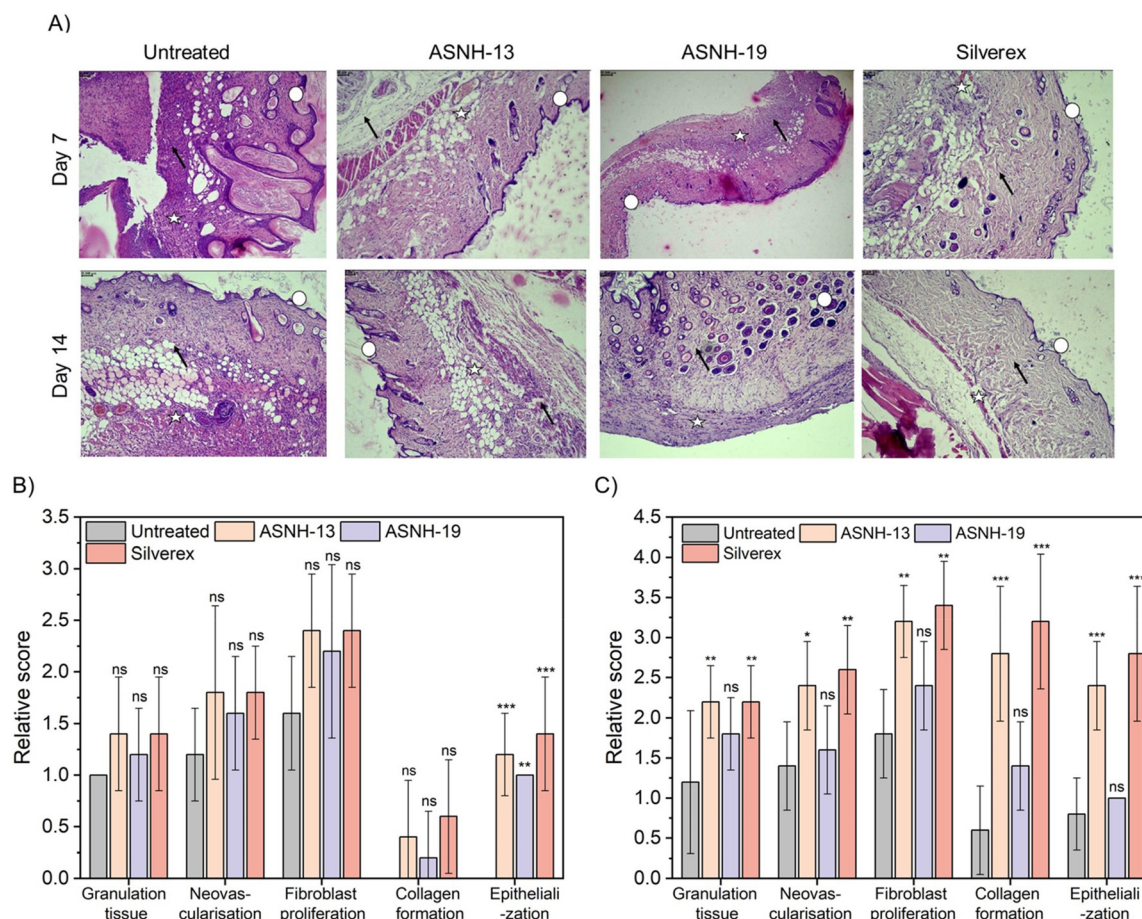 A)
Untreated
ASNH-13
ASNH-19
Silverex
Day 7
Day 14
B)
3.5
3.0
2.5
2.0
1.5
1.0
0.5
0.0
Relative score
Untreated
ASNH-13
ASNH-19
Silverex
ns
ns
ns
ns
ns
ns
ns
ns
ns
ns
ns
ns
***
**
***
Granulation
tissue
Neovas-
cularisation
Fibroblast
proliferation
Collagen
formation
Epitheliali
-zation
C)
4.5
4.0
3.5
3.0
2.5
2.0
1.5
1.0
0.5
0.0
Relative score
Untreated
ASNH-13
ASNH-19
Silverex
**
ns
**
*
ns
**
**
ns
**
***
ns
***
***
ns
***
Granulation
tissue
Neovas-
cularisation
Fibroblast
proliferation
Collagen
formation
Epitheliali
-zation